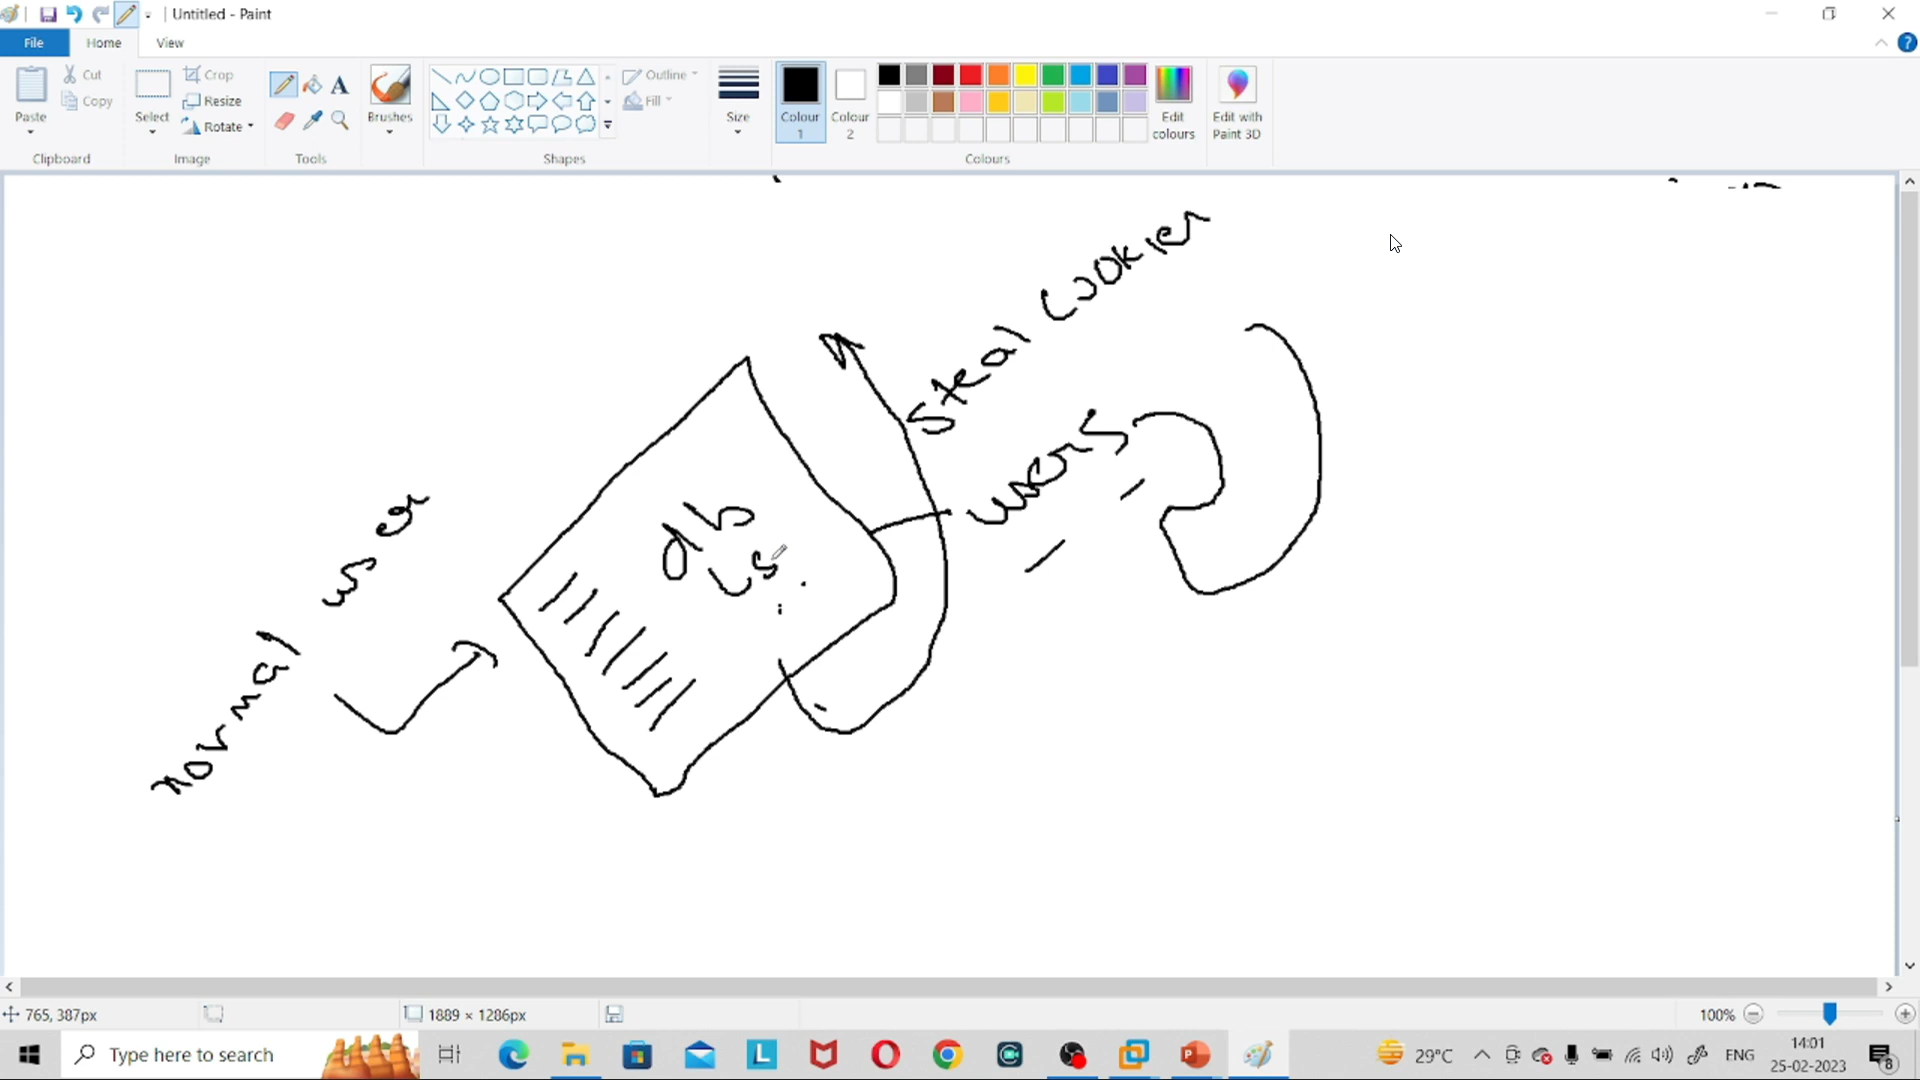 Untitled - Paint
File Home View
Paste
Cut
Copy
Clipboard
Select
Crop
Resize
Rotate
Image
Tools
Brushes
Shapes
Outline
Fill
Size
Colour 1
Colour 2
Edit colours
Colours
Edit with Paint 3D
steal cookies
users
db
normal user
765, 387px
1889 × 1286px
100%
Type here to search
29°C
ENG
14:01
25-02-2023
8